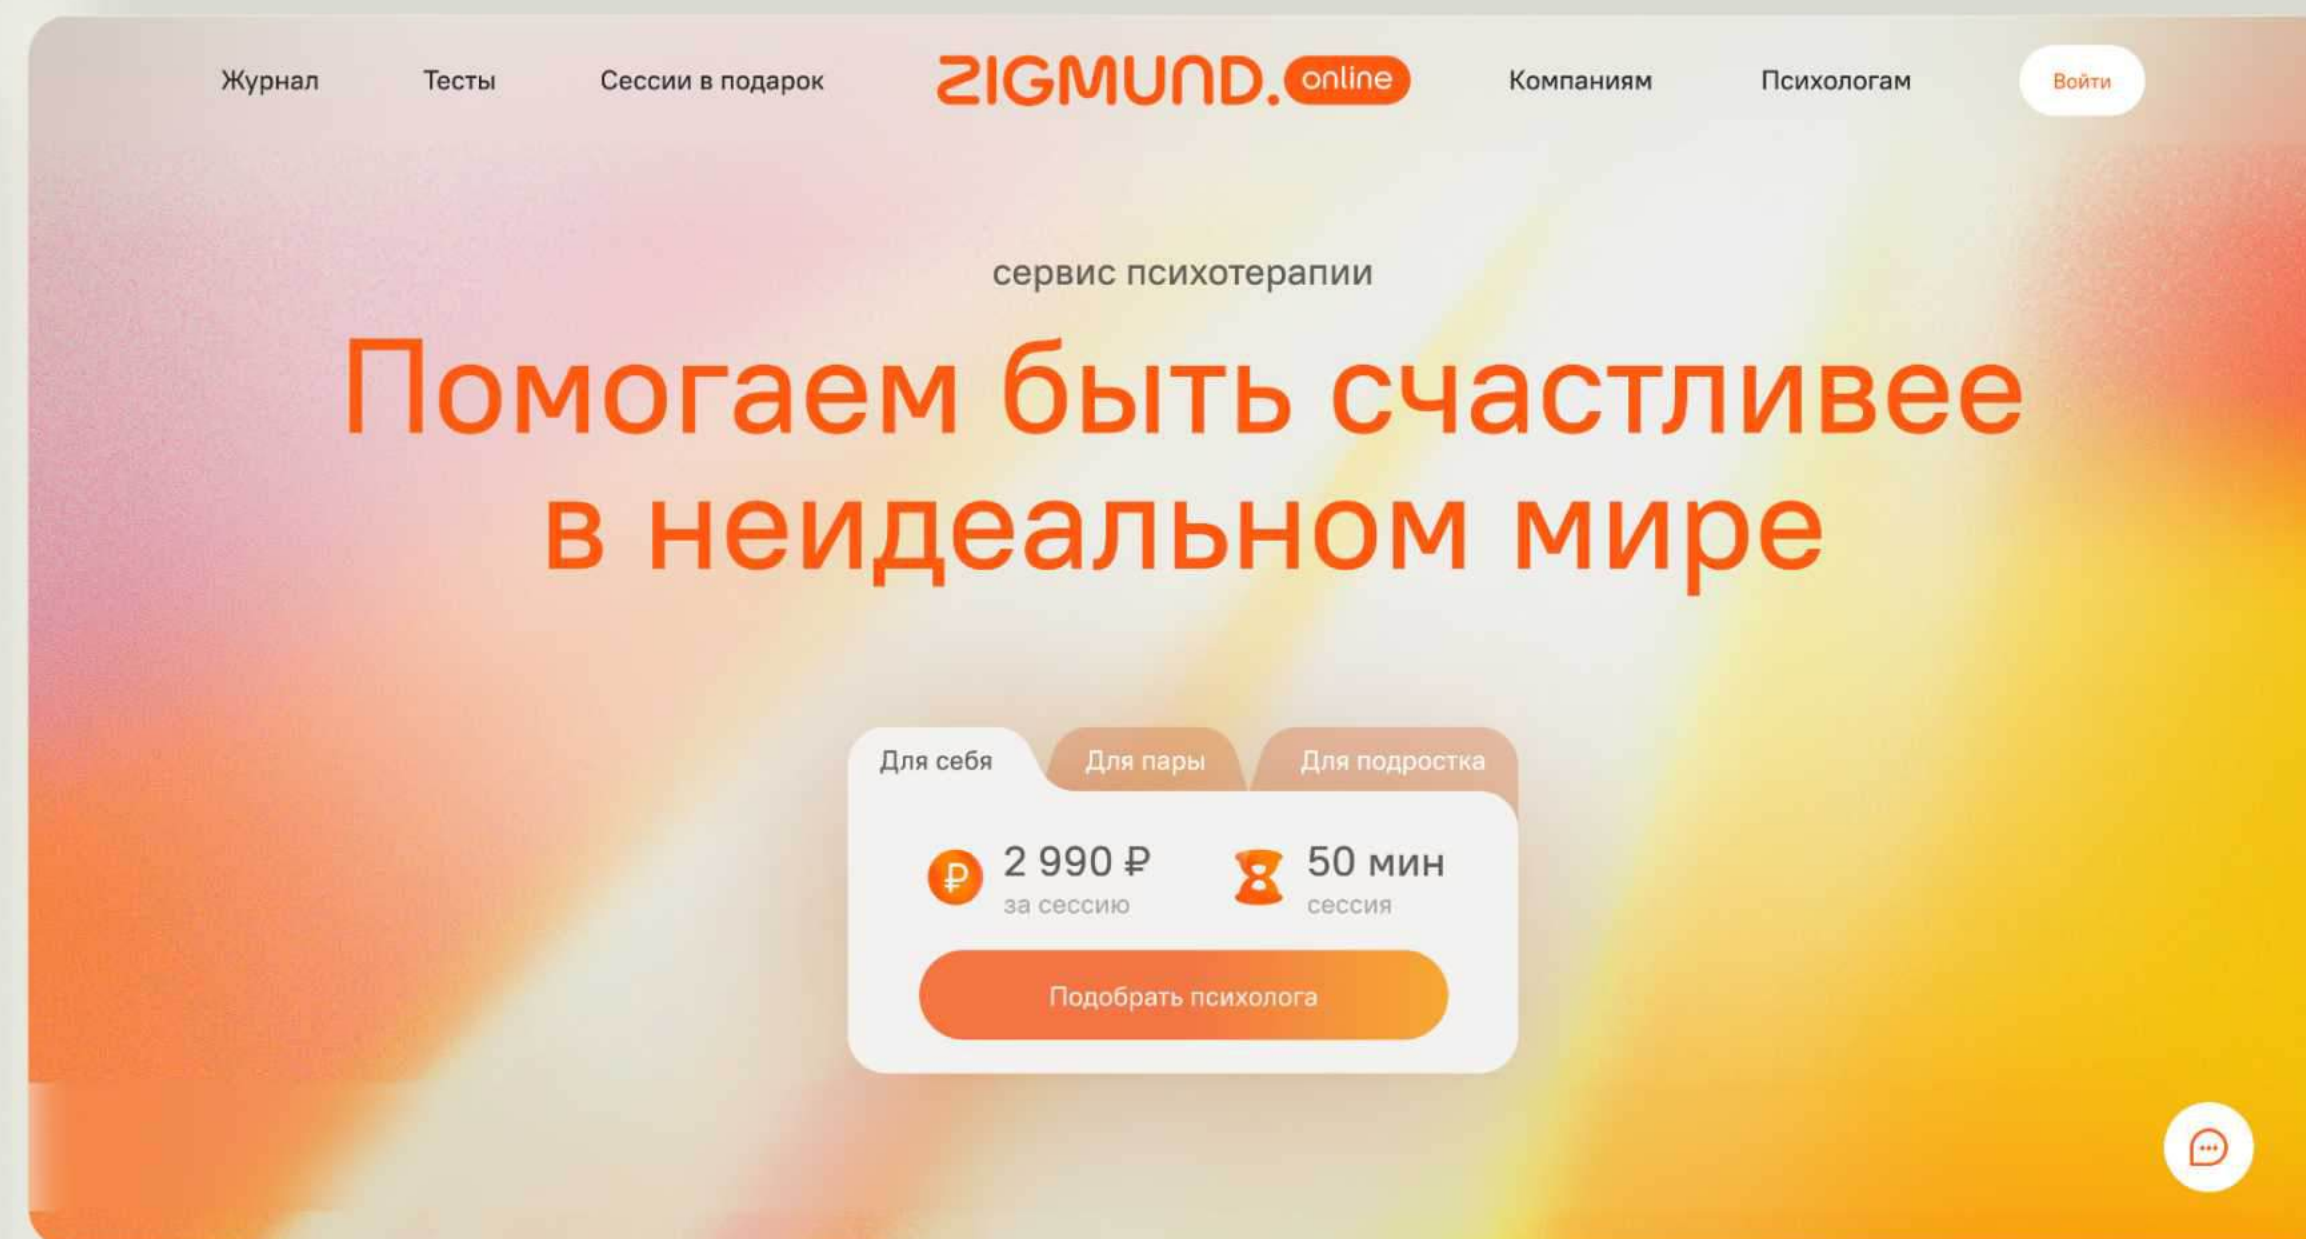 Журнал
Тесты
Сессии в подарок
ZIGMUND.online
Компаниям
Психологам
Войти
сервис психотерапии
Помогаем быть счастливее
в неидеальном мире
Для себя
Для пары
Для подростка
₽
2 990 ₽
за сессию
50 мин
сессия
Подобрать психолога